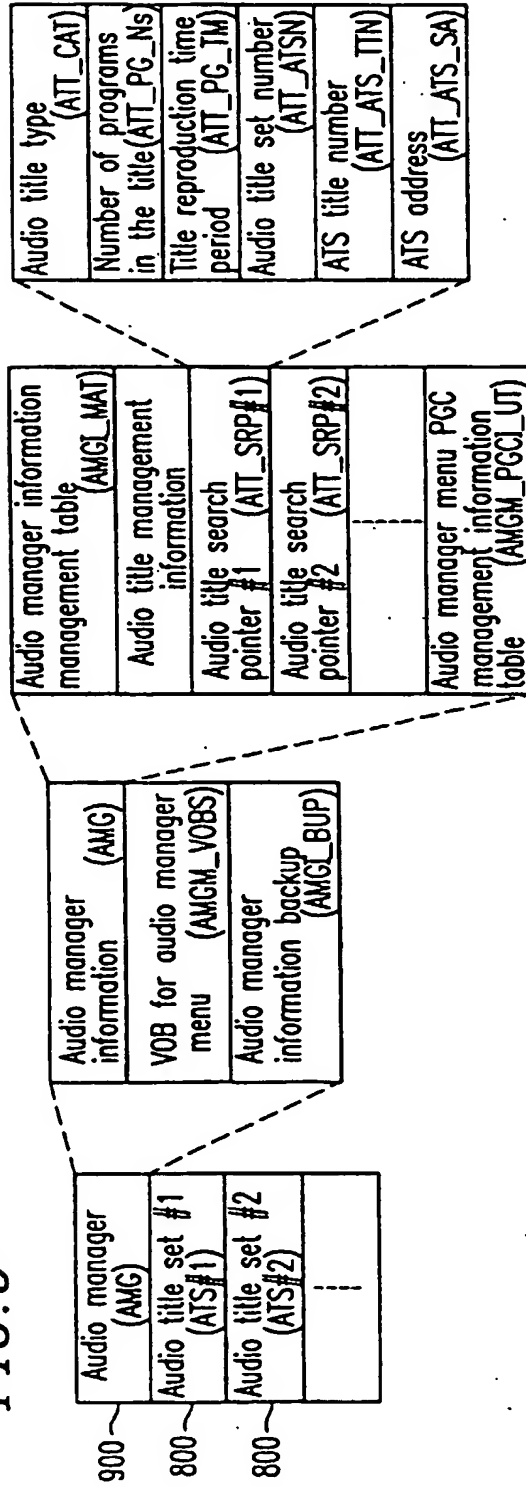 900
800
800
Audio manager
(AMG)
Audio title set #1
(ATS#1)
Audio title set #2
(ATS#2)
Audio manager
information (AMG)
VOB for audio manager
menu (AMGM_VOBS)
Audio manager
information backup
(AMGI_BUP)
Audio manager information
management table
(AMGI_MAT)
Audio title management
information
Audio title search
pointer #1 (ATT_SRP#1)
Audio title search
pointer #2 (ATT_SRP#2)
Audio manager menu PGC
management information
table (AMGM_PGCI_UT)
Audio title type
(ATT_CAT)
Number of programs
in the title(ATT_PG_Ns)
Title reproduction time
period (ATT_PG_TM)
Audio title set number
(ATT_ATSN)
ATS title number
(ATT_ATS_TTN)
ATS address
(ATT_ATS_SA)